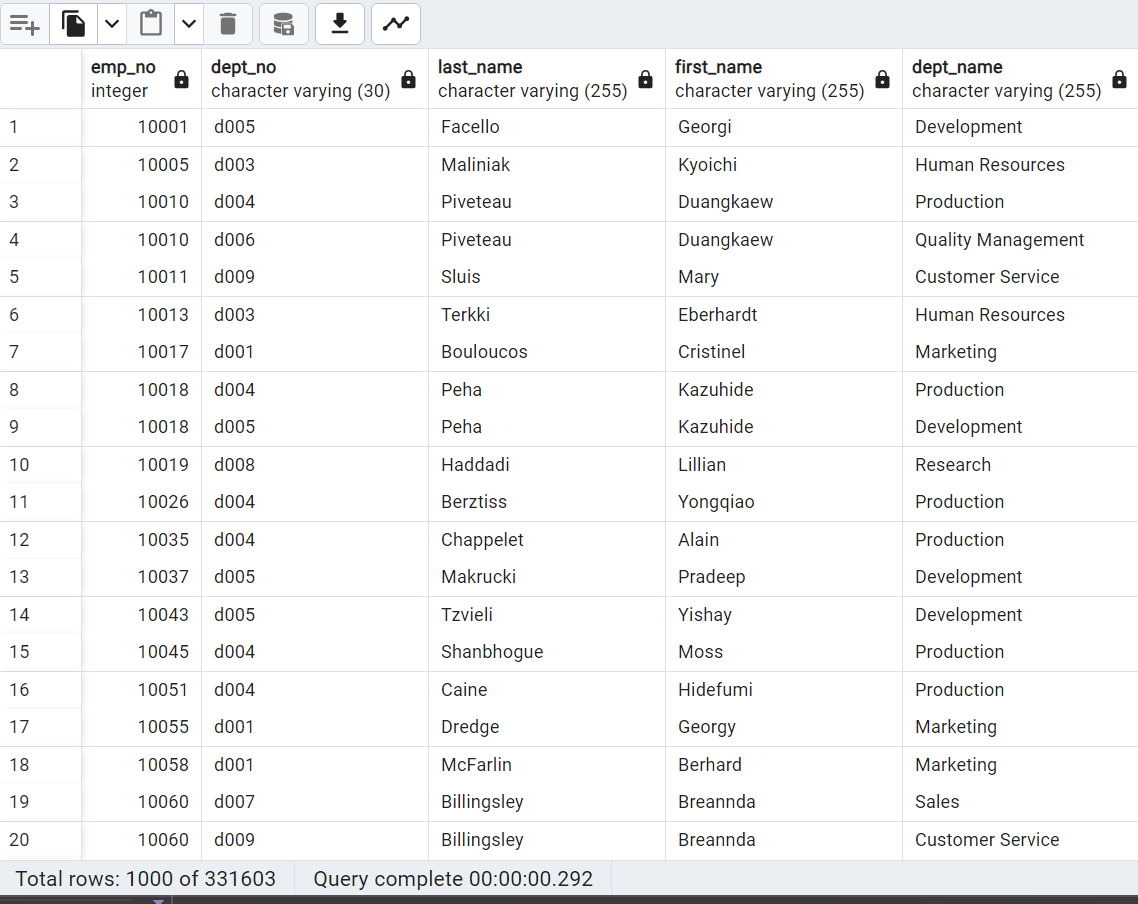 emp_no dept_no last_name first_name dept_name
integer character varying (30) character varying (255) character varying (255) character varying (255)
1 10001 d005 Facello Georgi Development
2 10005 d003 Maliniak Kyoichi Human Resources
3 10010 d004 Piveteau Duangkaew Production
4 10010 d006 Piveteau Duangkaew Quality Management
5 10011 d009 Sluis Mary Customer Service
6 10013 d003 Terkki Eberhardt Human Resources
7 10017 d001 Bouloucos Cristinel Marketing
8 10018 d004 Peha Kazuhide Production
9 10018 d005 Peha Kazuhide Development
10 10019 d008 Haddadi Lillian Research
11 10026 d004 Berztiss Yongqiao Production
12 10035 d004 Chappelet Alain Production
13 10037 d005 Makrucki Pradeep Development
14 10043 d005 Tzvieli Yishay Development
15 10045 d004 Shanbhogue Moss Production
16 10051 d004 Caine Hidefumi Production
17 10055 d001 Dredge Georgy Marketing
18 10058 d001 McFarlin Berhard Marketing
19 10060 d007 Billingsley Breannda Sales
20 10060 d009 Billingsley Breannda Customer Service
Total rows: 1000 of 331603 Query complete 00:00:00.292